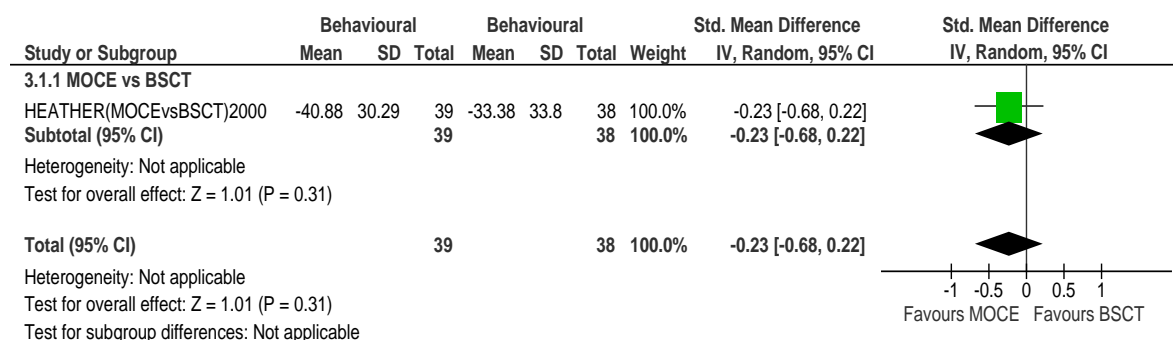 Behavioural Behavioural Std. Mean Difference Std. Mean Difference
Study or Subgroup Mean SD Total Mean SD Total Weight IV, Random, 95% CI IV, Random, 95% CI
3.1.1 MOCE vs BSCT
HEATHER(MOCEvsBSCT)2000 -40.88 30.29 39 -33.38 33.8 38 100.0% -0.23 [-0.68, 0.22]
Subtotal (95% CI) 39 38 100.0% -0.23 [-0.68, 0.22]
Heterogeneity: Not applicable
Test for overall effect: Z = 1.01 (P = 0.31)
Total (95% CI) 39 38 100.0% -0.23 [-0.68, 0.22]
Heterogeneity: Not applicable
Test for overall effect: Z = 1.01 (P = 0.31)
Test for subgroup differences: Not applicable
-1 -0.5 0 0.5 1
Favours MOCE Favours BSCT